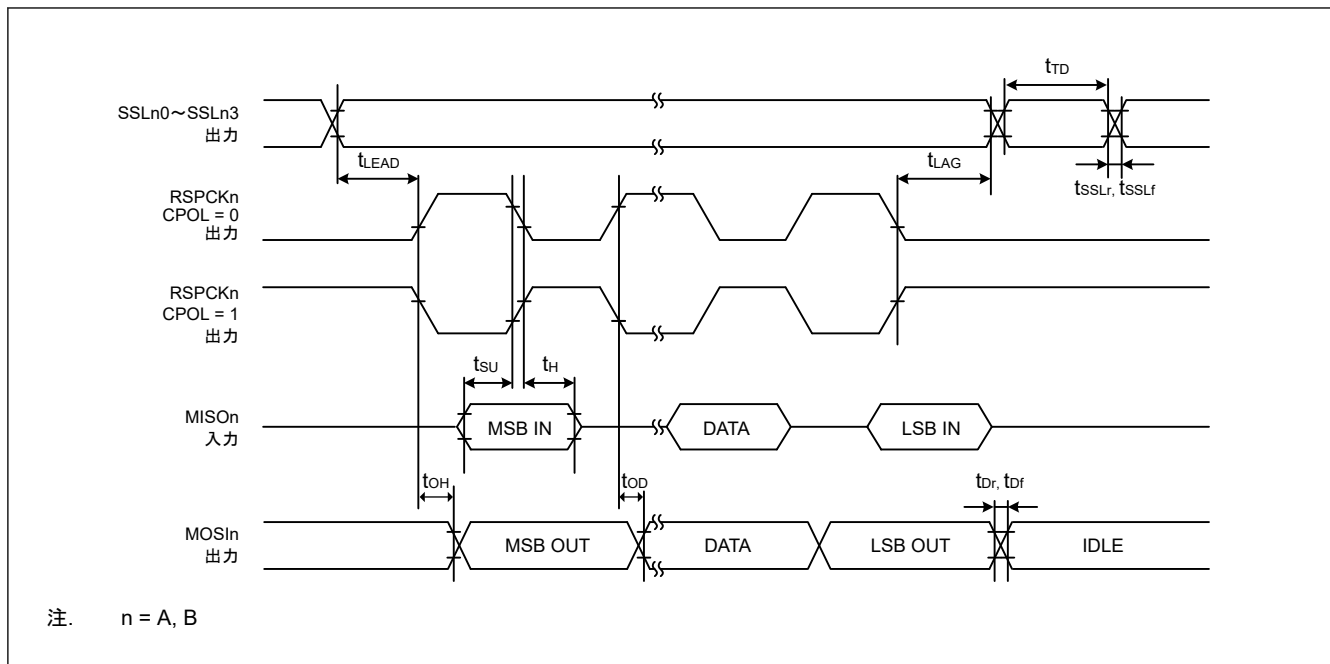 tTD
SSLn0～SSLn3
出力
tLEAD
tLAG
tSSLr, tSSLf
RSPCKn
CPOL = 0
出力
RSPCKn
CPOL = 1
出力
tSU
tH
MISOn
入力
MSB IN
DATA
LSB IN
tOH
tOD
tDr, tDf
MOSIn
出力
MSB OUT
DATA
LSB OUT
IDLE
注. n = A, B